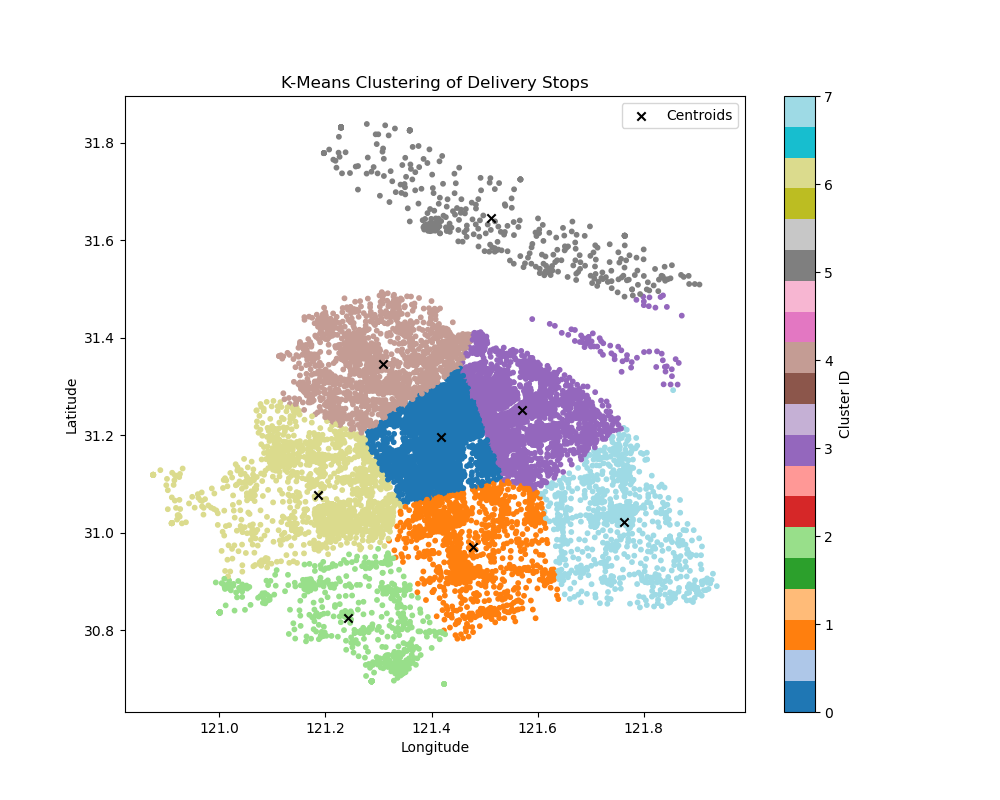 K-Means Clustering of Delivery Stops
Centroids
31.8
31.6
31.4
31.2
31.0
30.8
Latitude
121.0 121.2 121.4 121.6 121.8
Longitude
7
6
5
4
3
2
1
0
Cluster ID